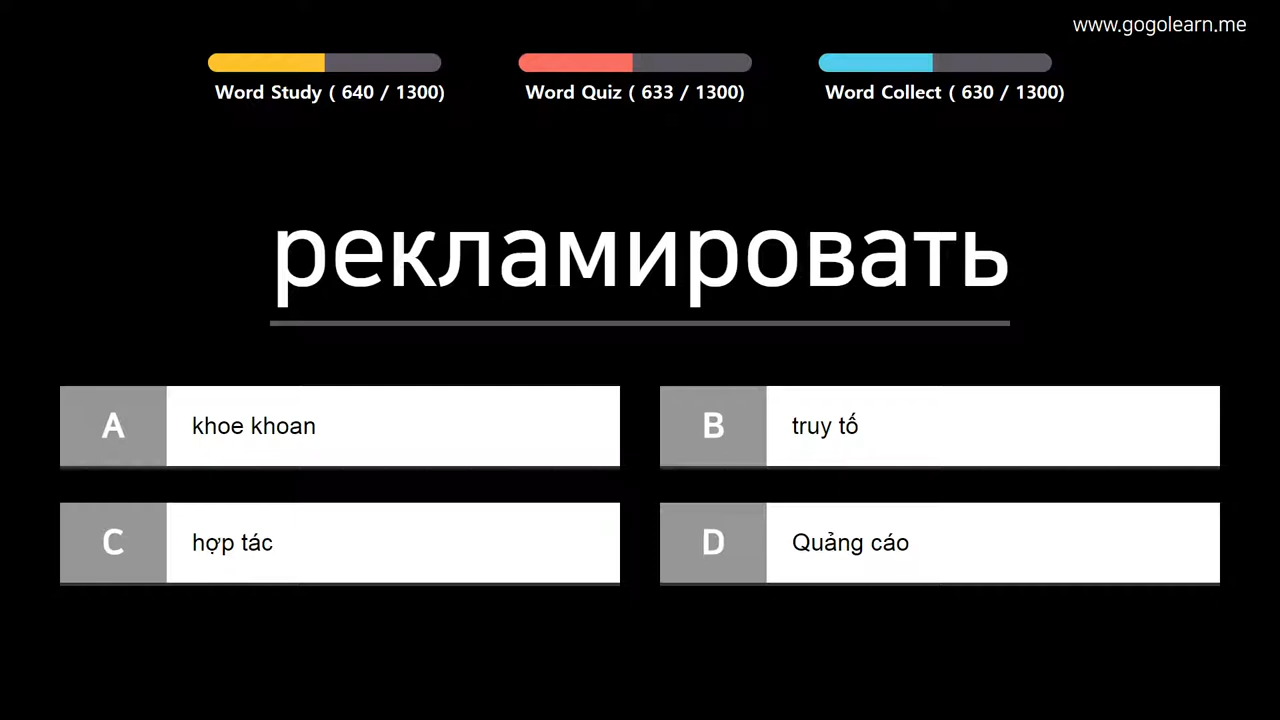 www.gogolearn.me
Word Study ( 640 / 1300)
Word Quiz ( 633 / 1300)
Word Collect ( 630 / 1300)
рекламировать
A khoe khoan
B truy tố
C hợp tác
D Quảng cáo